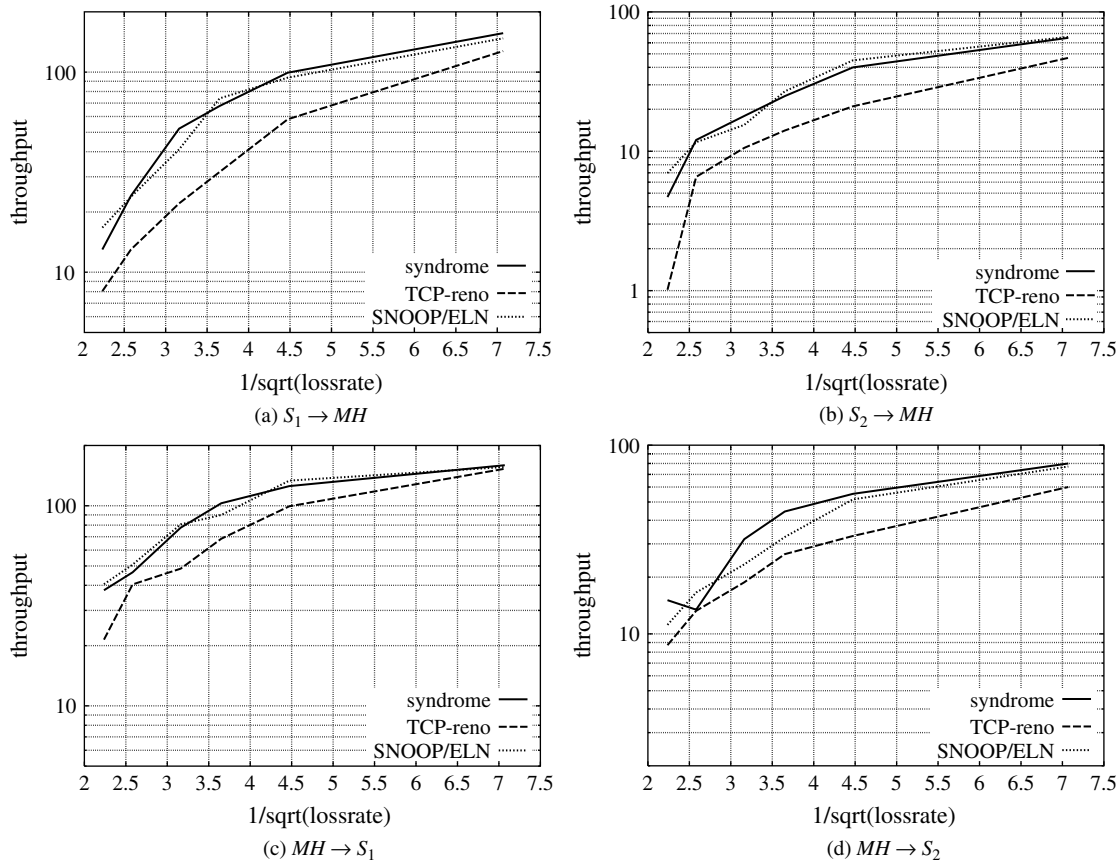 throughput
100
10
syndrome
TCP-reno
SNOOP/ELN
2 2.5 3 3.5 4 4.5 5 5.5 6 6.5 7 7.5
1/sqrt(lossrate)
(a) S₁ → MH
throughput
100
10
1
syndrome
TCP-reno
SNOOP/ELN
2 2.5 3 3.5 4 4.5 5 5.5 6 6.5 7 7.5
1/sqrt(lossrate)
(b) S₂ → MH
throughput
100
10
syndrome
TCP-reno
SNOOP/ELN
2 2.5 3 3.5 4 4.5 5 5.5 6 6.5 7 7.5
1/sqrt(lossrate)
(c) MH → S₁
throughput
100
10
syndrome
TCP-reno
SNOOP/ELN
2 2.5 3 3.5 4 4.5 5 5.5 6 6.5 7 7.5
1/sqrt(lossrate)
(d) MH → S₂